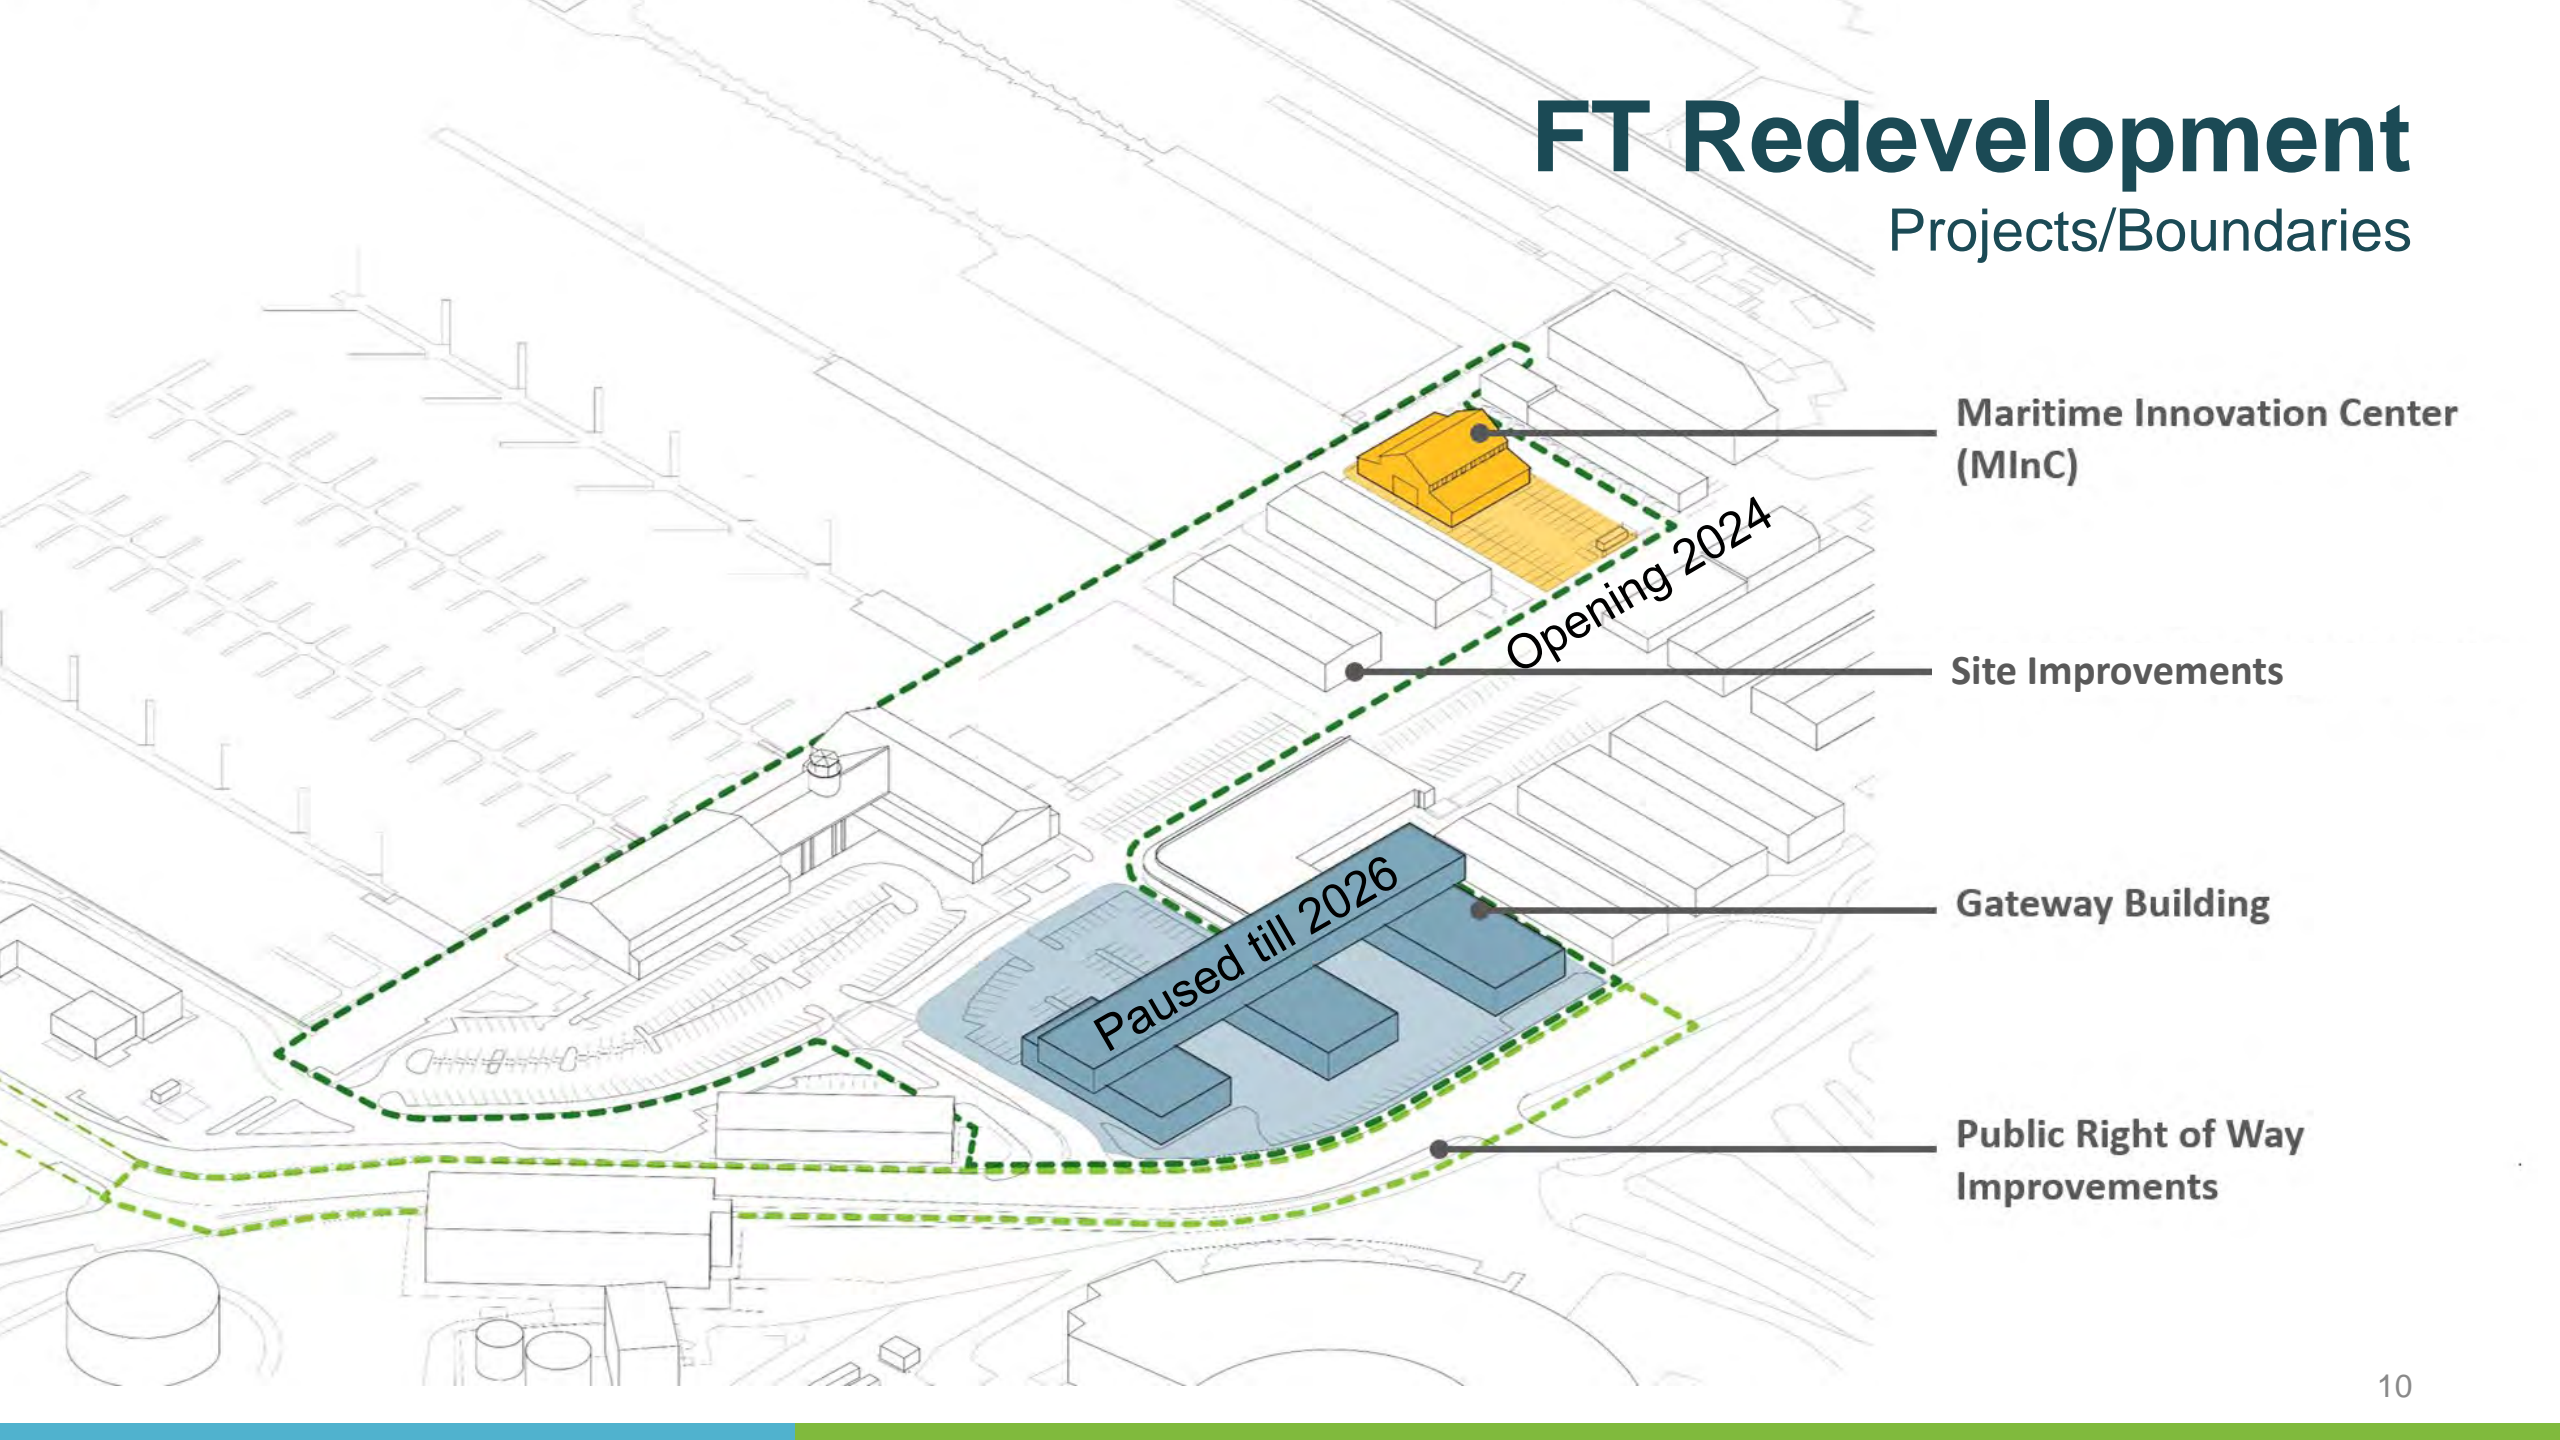 FT Redevelopment
Projects/Boundaries
Maritime Innovation Center
(MInC)
Opening 2024
Site Improvements
Paused till 2026
Gateway Building
Public Right of Way
Improvements
10